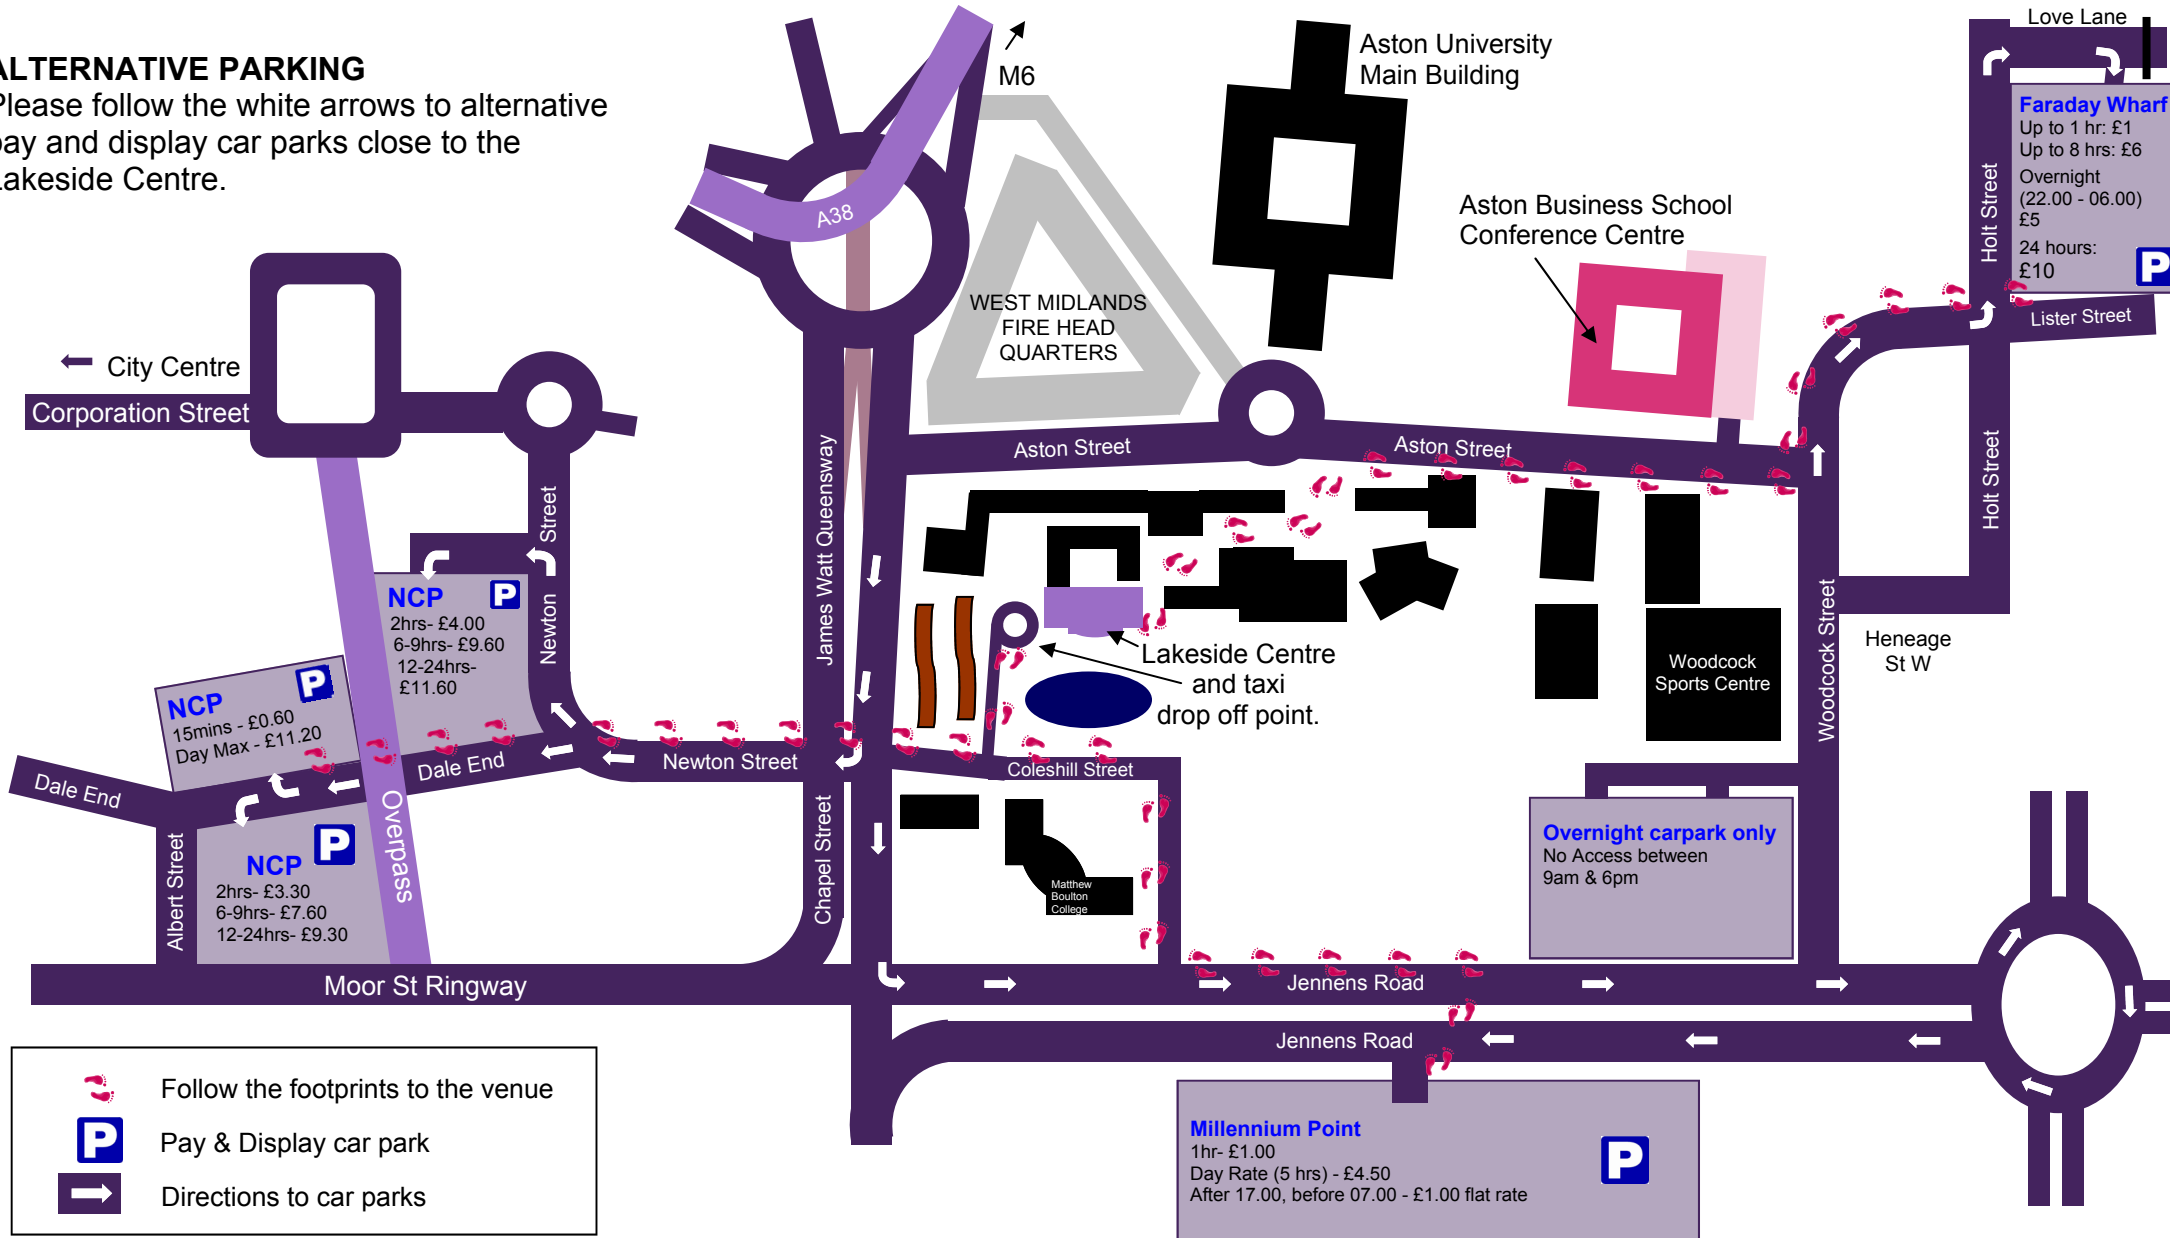 ALTERNATIVE PARKING
Please follow the white arrows to alternative
pay and display car parks close to the
Lakeside Centre.
M6
A38
Aston University
Main Building
Love Lane
Faraday Wharf
Up to 1 hr: £1
Up to 8 hrs: £6
Overnight
(22.00 - 06.00)
£5
24 hours:
£10
P
Holt Street
Lister Street
Holt Street
Aston Business School
Conference Centre
WEST MIDLANDS
FIRE HEAD
QUARTERS
City Centre
Corporation Street
Aston Street
Aston Street
James Watt Queensway
Newton Street
NCP
P
2hrs- £4.00
6-9hrs- £9.60
12-24hrs-
£11.60
NCP
P
15mins - £0.60
Day Max - £11.20
Dale End
Dale End
Newton Street
Overpass
Albert Street
NCP
P
2hrs- £3.30
6-9hrs- £7.60
12-24hrs- £9.30
Chapel Street
Moor St Ringway
Lakeside Centre
and taxi
drop off point.
Coleshill Street
Matthew
Boulton
College
Woodcock
Sports Centre
Woodcock Street
Heneage
St W
Overnight carpark only
No Access between
9am & 6pm
Jennens Road
Jennens Road
Millennium Point
1hr- £1.00
Day Rate (5 hrs) - £4.50
After 17.00, before 07.00 - £1.00 flat rate
P
Follow the footprints to the venue
P Pay & Display car park
Directions to car parks